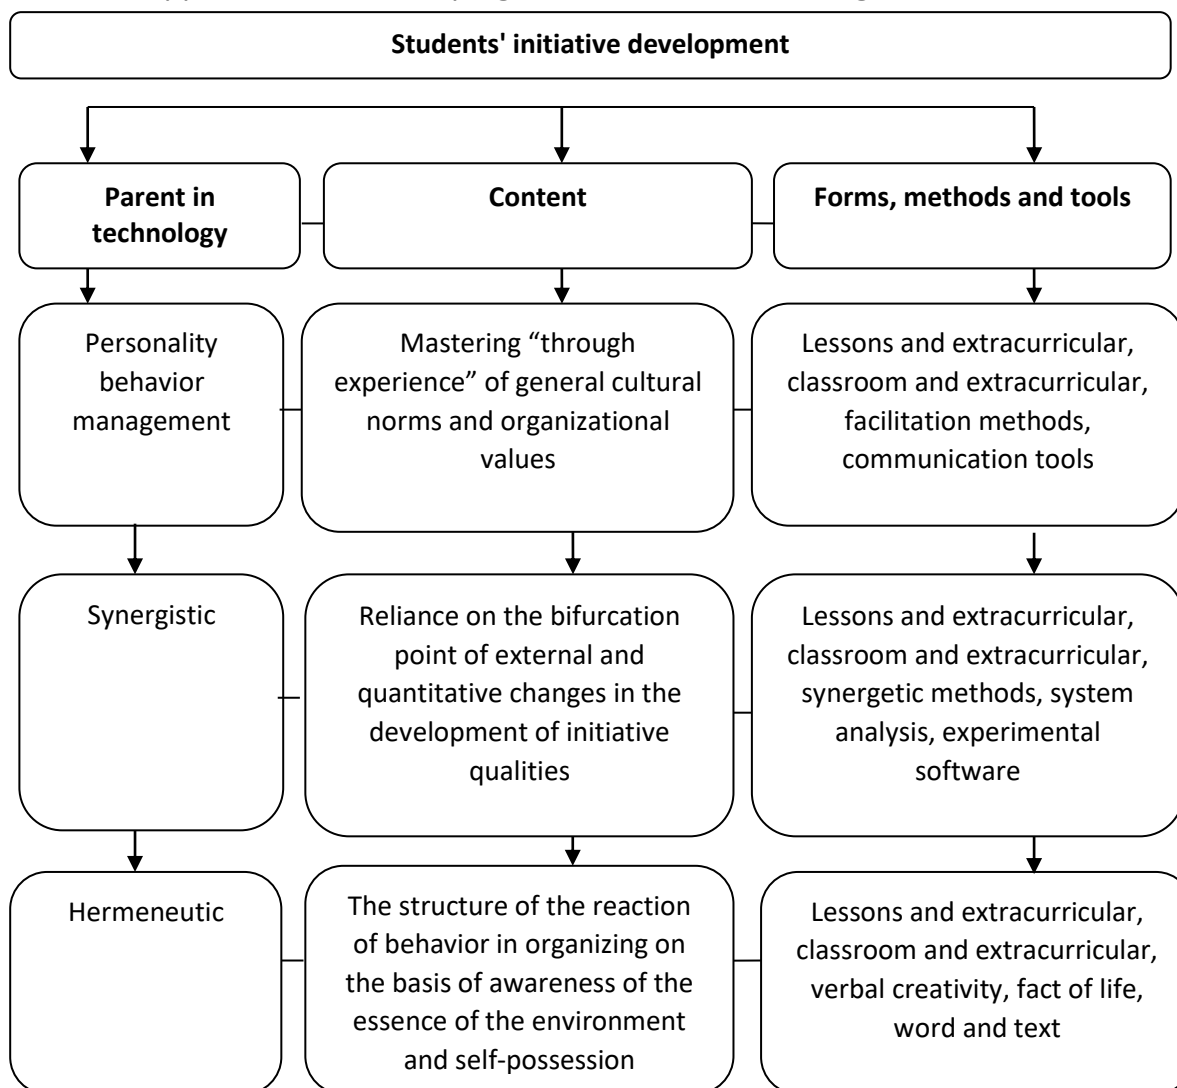 Students' initiative development
Parent in
technology
Content
Forms, methods and tools
Personality
behavior
management
Mastering “through
experience” of general cultural
norms and organizational
values
Lessons and extracurricular,
classroom and extracurricular,
facilitation methods,
communication tools
Synergistic
Reliance on the bifurcation
point of external and
quantitative changes in the
development of initiative
qualities
Lessons and extracurricular,
classroom and extracurricular,
synergetic methods, system
analysis, experimental
software
Hermeneutic
The structure of the reaction
of behavior in organizing on
the basis of awareness of the
essence of the environment
and self-possession
Lessons and extracurricular,
classroom and extracurricular,
verbal creativity, fact of life,
word and text